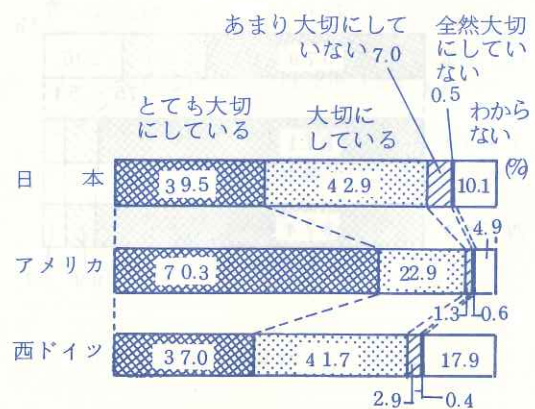 あまり大切にして
いない 7.0
全然大切
にしてい
ない
0.5
とても大切
にしている
大切に
している
わから
ない
日 本
39.5
42.9
10.1
(%)
アメリカ
70.3
22.9
4.9
1.3
0.6
西ドイツ
37.0
41.7
17.9
2.9
0.4